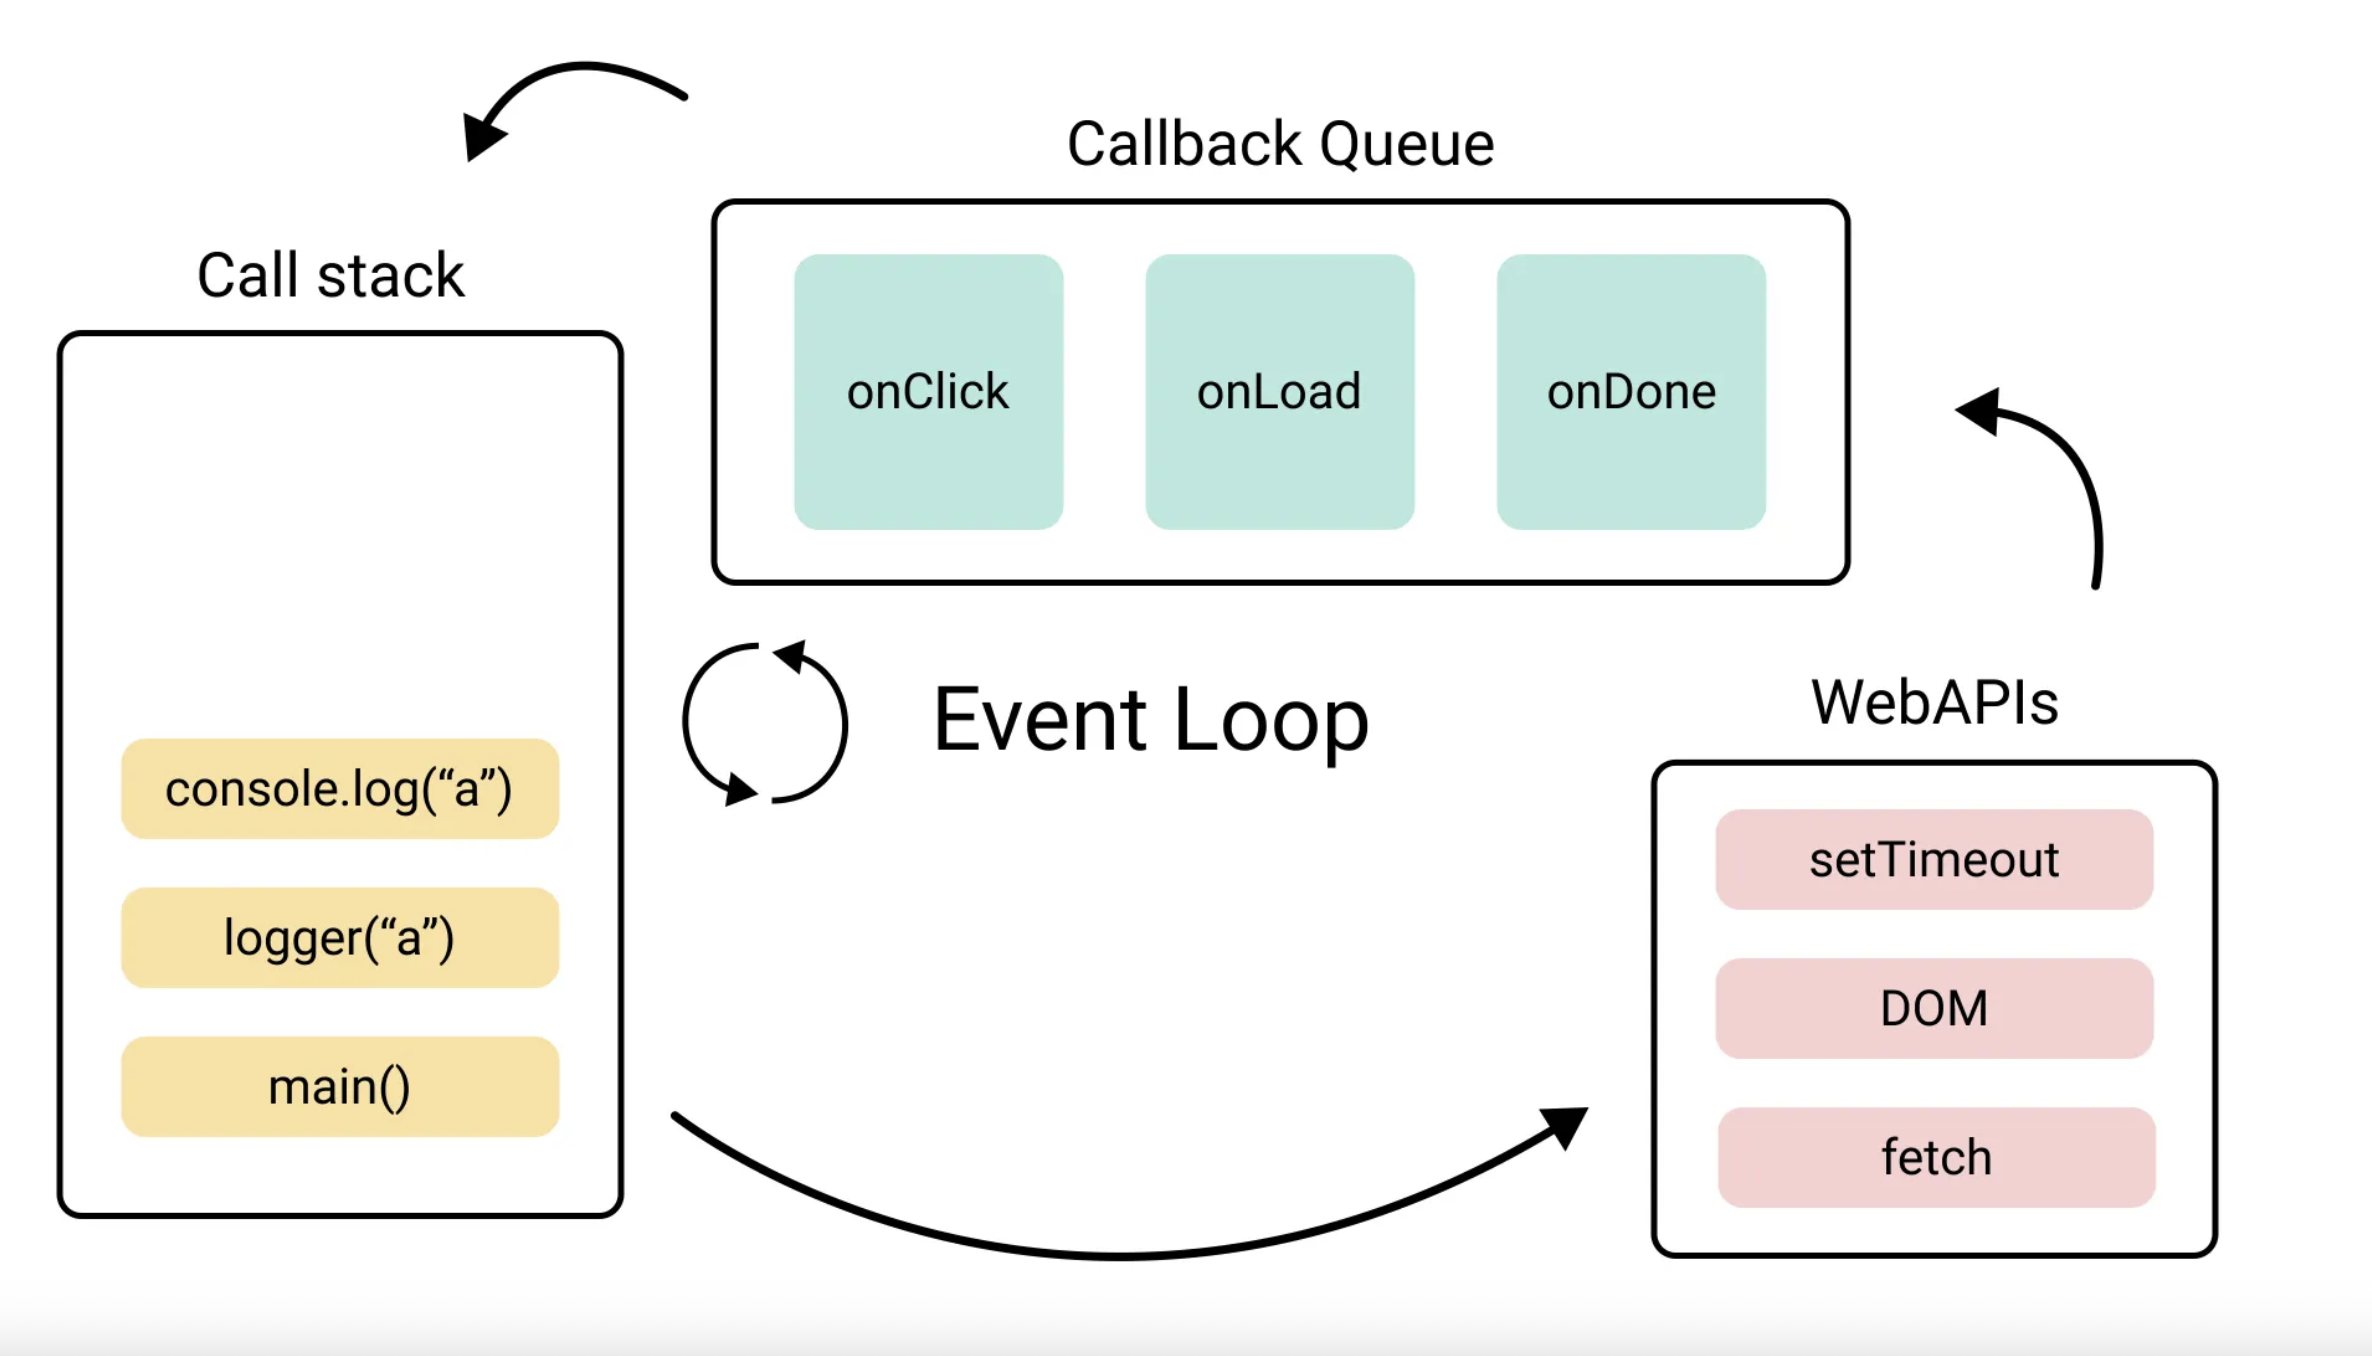 Callback Queue
onClick
onLoad
onDone
Call stack
console.log(“a”)
logger(“a”)
main()
Event Loop
WebAPIs
setTimeout
DOM
fetch